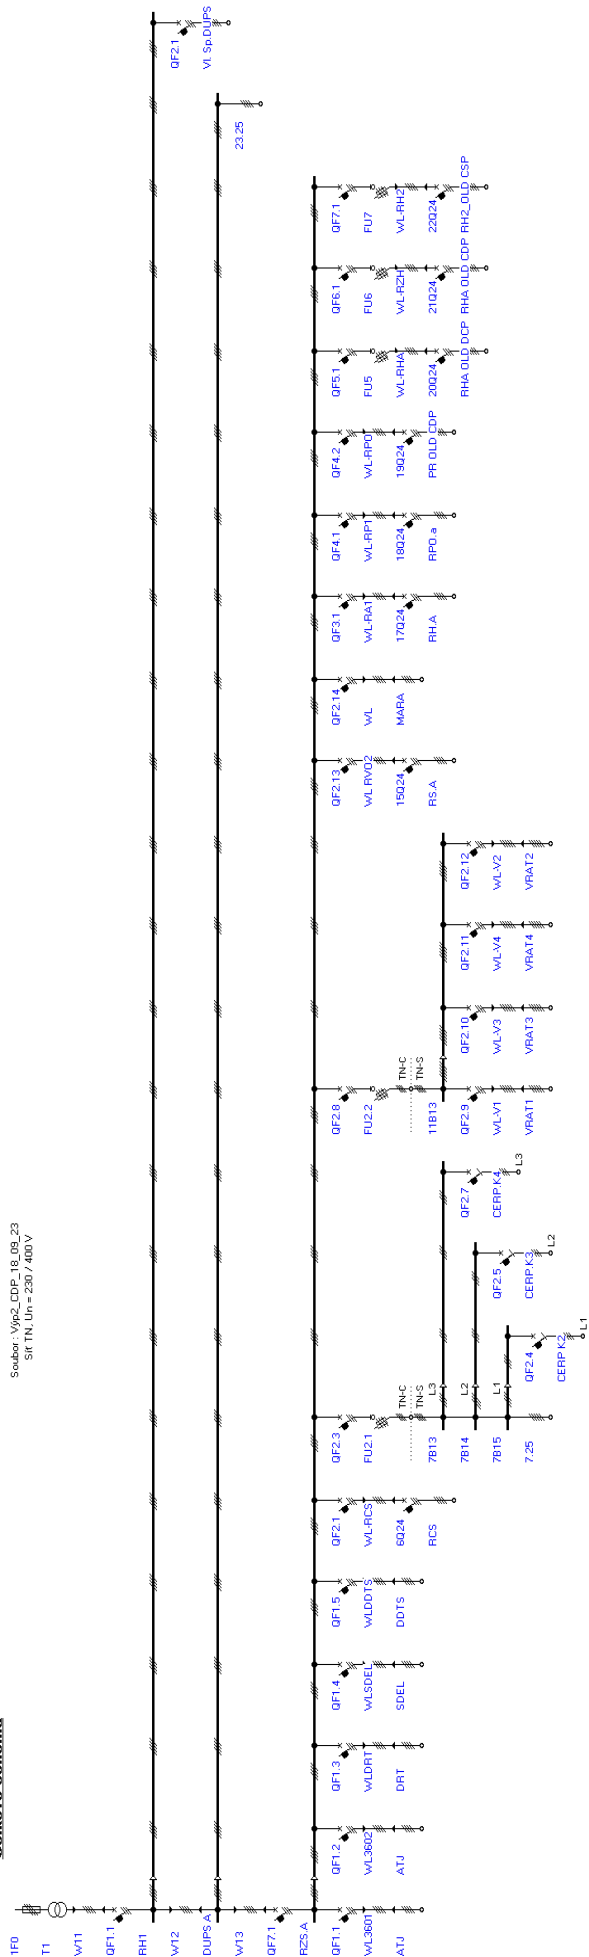 Soubor : Výp2_CDP_18_09_23
Síť TN, Un = 230 / 400 V
1F0
T1
W11
QF1.1
RH1
W12
DUPS.A
W13
QF7.1
RZS.A
QF1.1
WL3601
ATJ
QF1.2
WL3602
ATJ
QF1.3
WLDRT
DRT
QF1.4
WLSDEL
SDEL
QF1.5
WLDDTS
DDTS
QF2.1
WL-RCS
6Q24
RCS
QF2.3
FU2.1
TN-C
TN-S
7B13
L3
7B14
L2
7B15
L1
7.25
QF2.4
CERP.K2
L1
QF2.5
CERP.K3
L2
QF2.7
CERP.K4
L3
QF2.8
FU2.2
TN-C
TN-S
11B13
QF2.9
WL-V1
VRAT1
QF2.10
WL-V3
VRAT3
QF2.11
WL-V4
VRAT4
QF2.12
WL-V2
VRAT2
QF2.13
WL RVO.2
15Q24
RS.A
QF2.14
WL
MARA
QF3.1
WL-RA1
17Q24
RH.A
QF4.1
WL-RP1
18Q24
RPO.a
QF4.2
WL-RPO
19Q24
PR OLD CDP
QF5.1
FU5
WL-RHA
20Q24
RHA OLD DCP
QF6.1
FU6
WL-RZH
21Q24
RHA OLD CDP
QF7.1
FU7
WL-RH2
22Q24
RH2_OLD CSP
23.25
QF2.1
Vl. Sp.DUPS